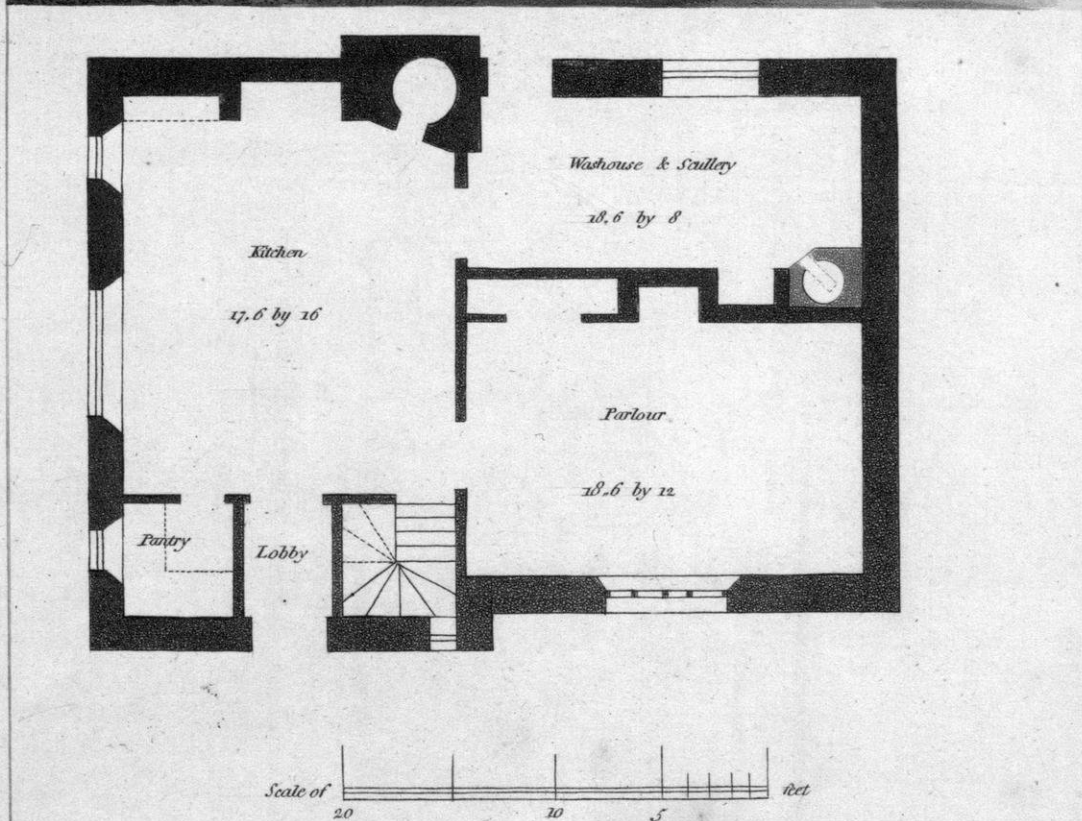 Washouse & Scullery
18,6 by 8
Kitchen
17,6 by 16
Parlour
18,6 by 12
Pantry
Lobby
Scale of
feet
20
10
5